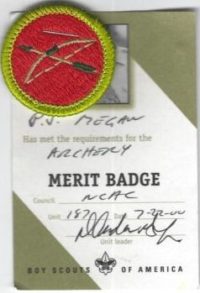 P.J. MEGAN
Has met the requirements for the
ARCHERY
MERIT BADGE
Council NCAC
Unit 187 Date 7-22-00
Unit leader
BOY SCOUTS OF AMERICA